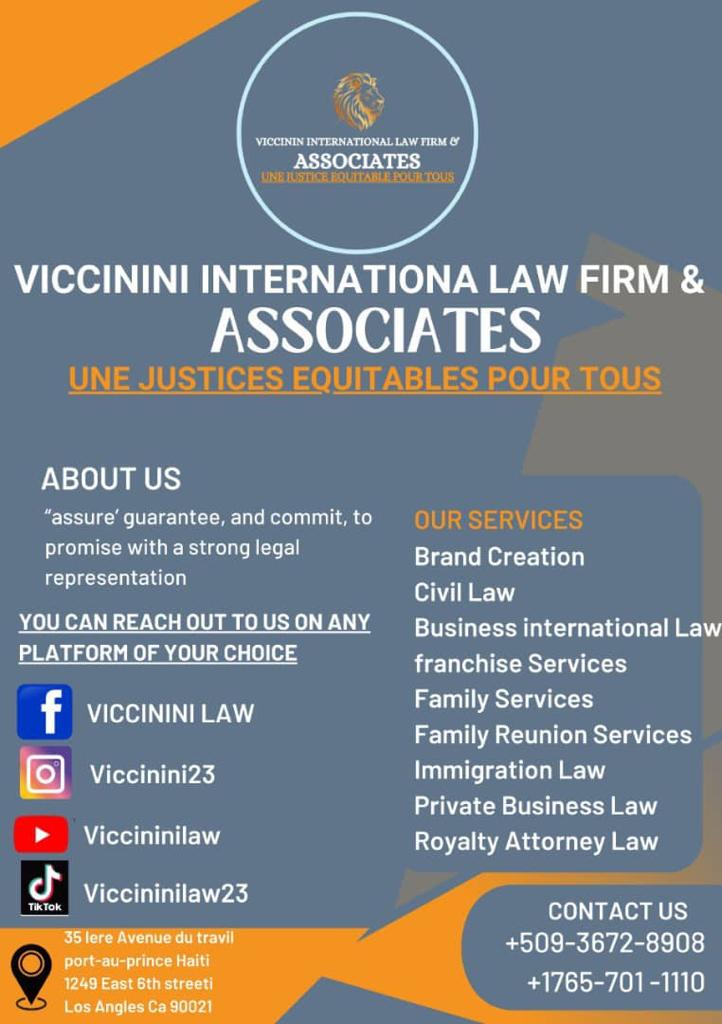 VICCININ INTERNATIONAL LAW FIRM &
ASSOCIATES
UNE JUSTICE EQUITABLE POUR TOUS
VICCININI INTERNATIONA LAW FIRM &
ASSOCIATES
UNE JUSTICES EQUITABLES POUR TOUS
ABOUT US
“assure’ guarantee, and commit, to
promise with a strong legal
representation
YOU CAN REACH OUT TO US ON ANY
PLATFORM OF YOUR CHOICE
VICCININI LAW
Viccinini23
Viccininilaw
TikTok
Viccininilaw23
OUR SERVICES
Brand Creation
Civil Law
Business international Law
franchise Services
Family Services
Family Reunion Services
Immigration Law
Private Business Law
Royalty Attorney Law
35 lere Avenue du travil
port-au-prince Haiti
1249 East 6th streeti
Los Angles Ca 90021
CONTACT US
+509-3672-8908
+1765-701 -1110